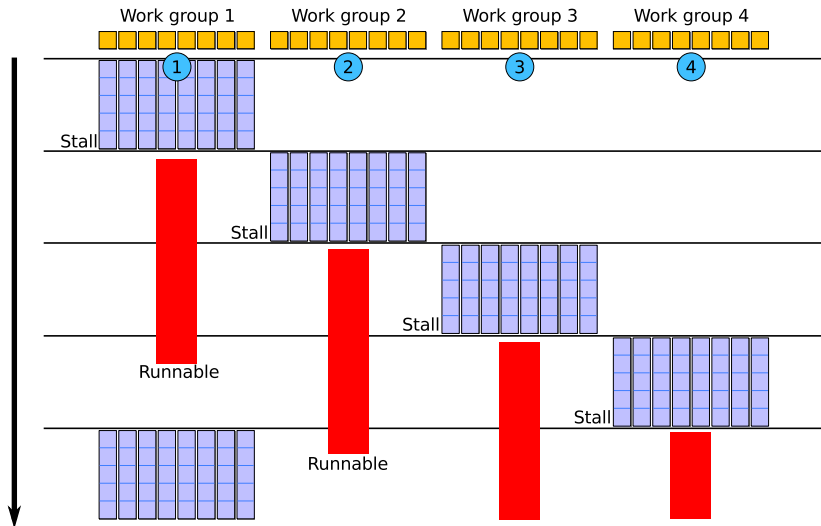 Work group 1
Work group 2
Work group 3
Work group 4
1
2
3
4
Stall
Stall
Stall
Runnable
Stall
Runnable